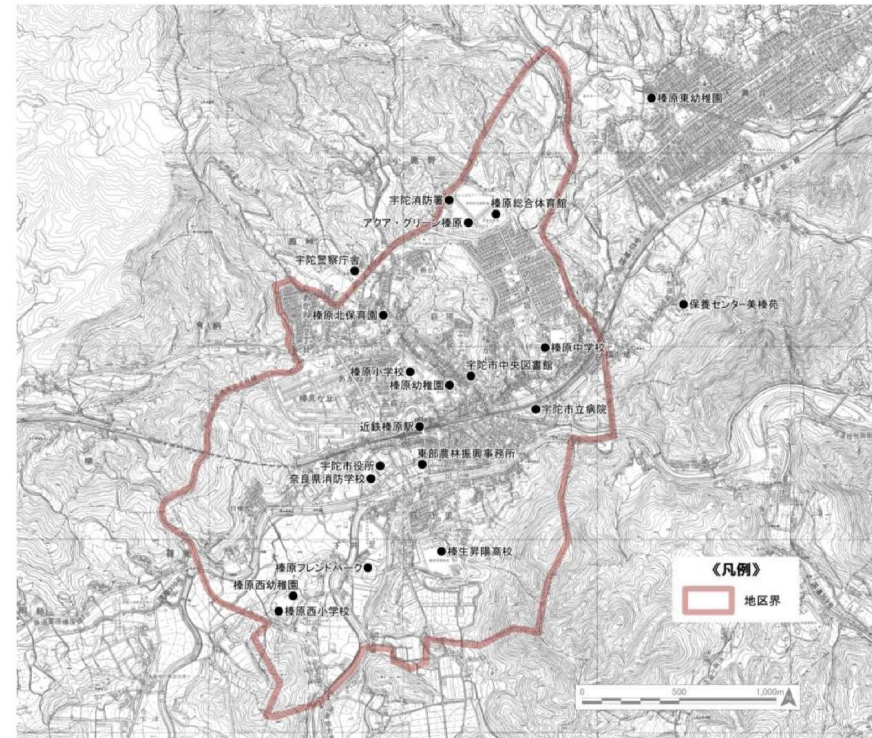 榛原東幼稚園
宇陀消防署
榛原総合体育館
アクア・グリーン榛原
宇陀警察庁舎
保養センター美榛苑
榛原北保育園
榛原中学校
榛原小学校
宇陀市中央図書館
榛原幼稚園
宇陀市立病院
近鉄榛原駅
東部農林振興事務所
宇陀市役所
奈良県消防学校
榛生昇陽高校
榛原フレンドパーク
榛原西幼稚園
榛原西小学校
《凡例》
地区界
0 500 1,000m